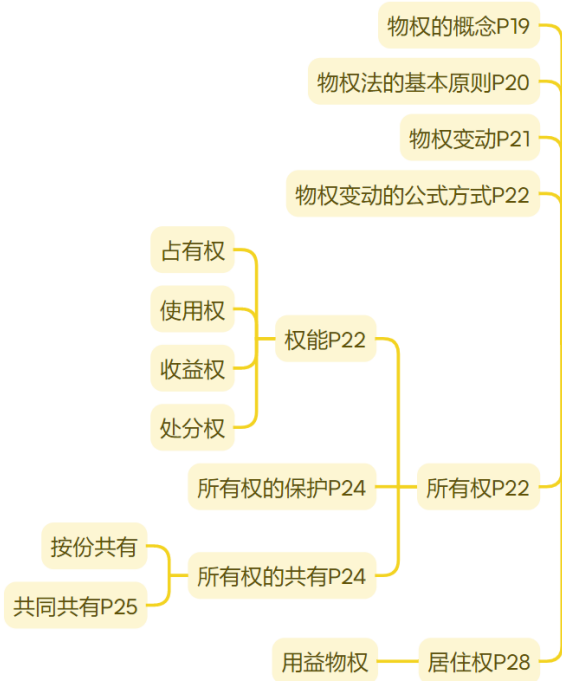 物权的概念P19
物权法的基本原则P20
物权变动P21
物权变动的公式方式P22
占有权
使用权
权能P22
收益权
处分权
所有权的保护P24
所有权P22
按份共有
所有权的共有P24
共同共有P25
用益物权
居住权P28